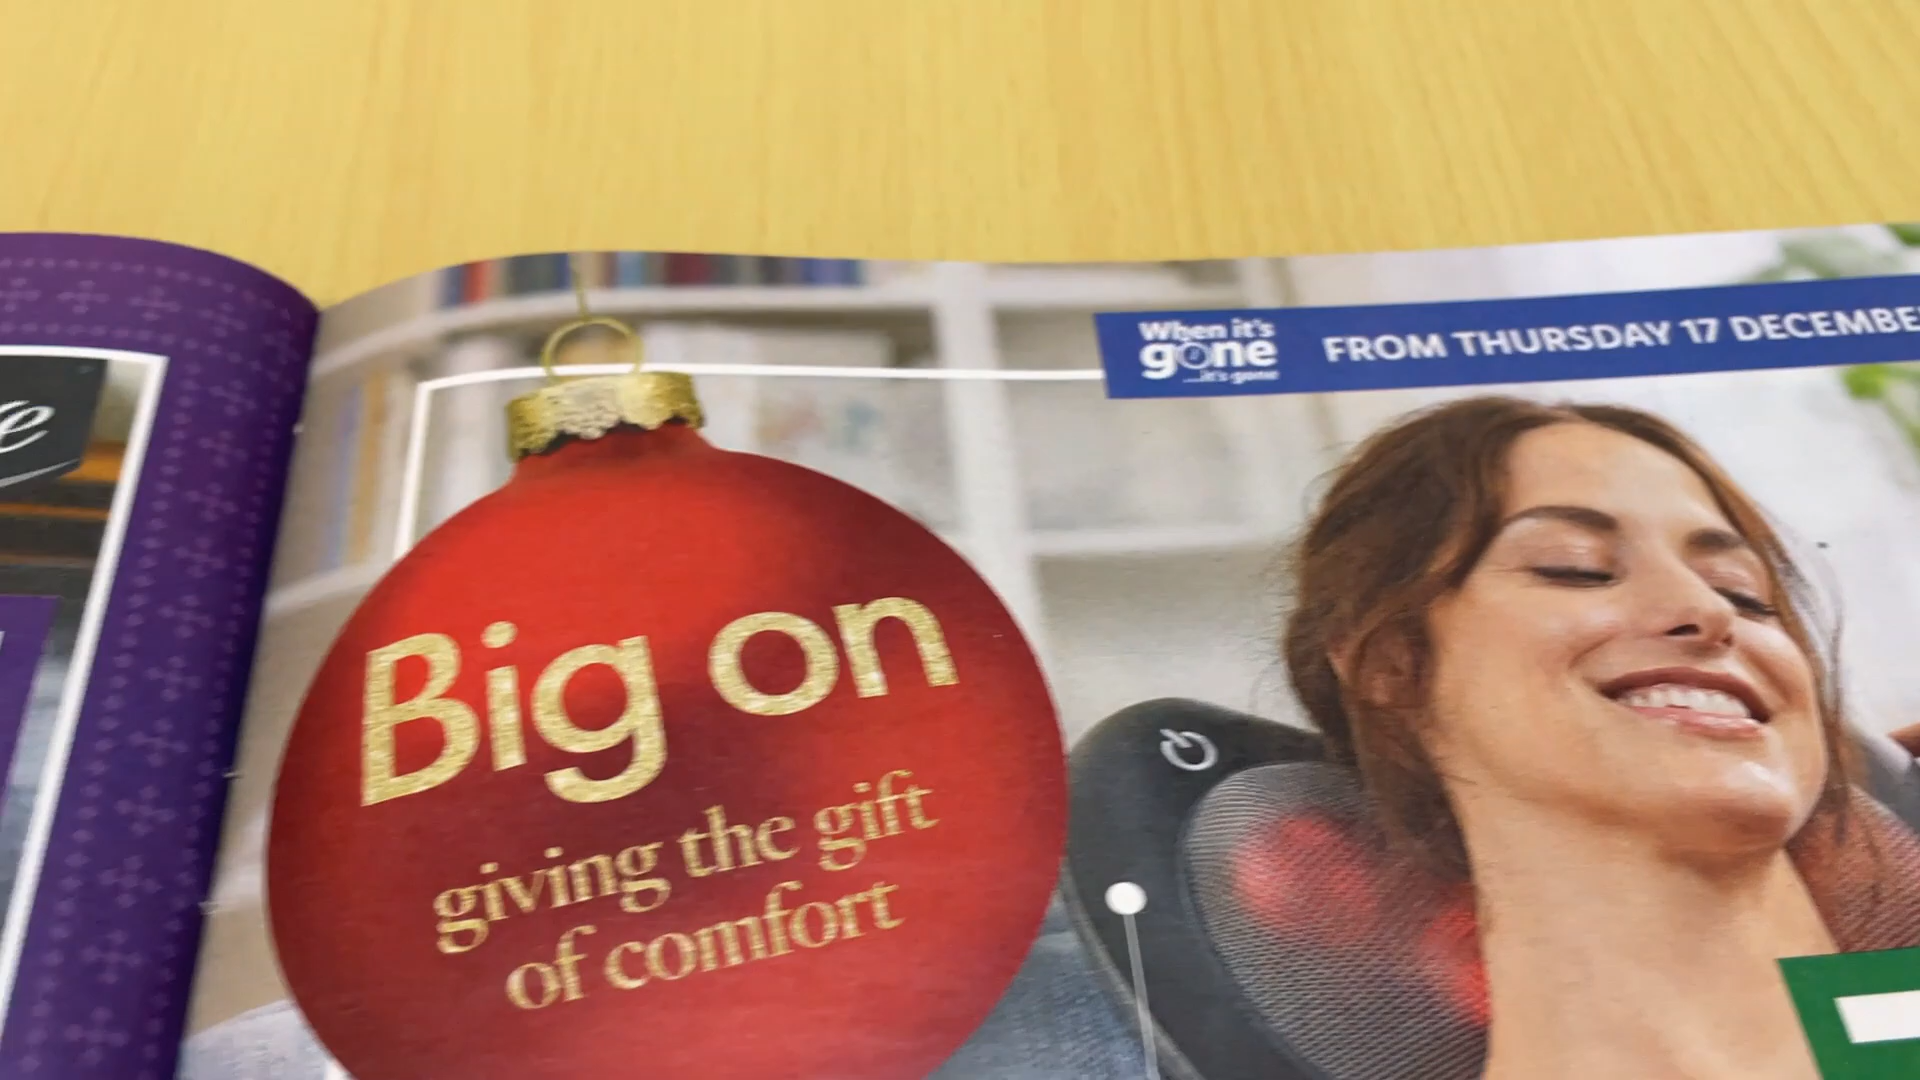 When it's
gone
...it's gone
FROM THURSDAY 17 DECEMBE
Big on
giving the gift
of comfort